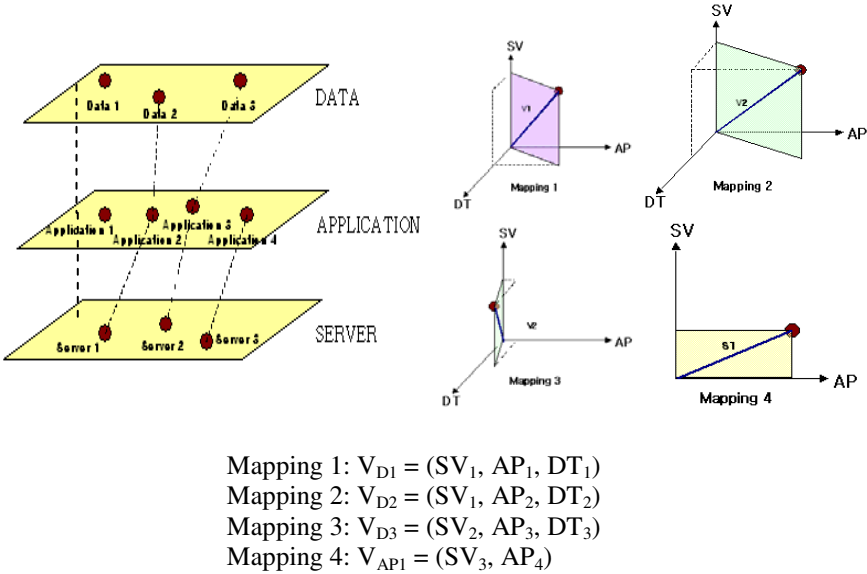 Data 1
Data 2
Data 3
DATA
Application 1
Application 2
Application 3
Application 4
APPLICATION
Server 1
Server 2
Server 3
SERVER
SV
V1
AP
DT
Mapping 1
SV
V2
AP
DT
Mapping 2
SV
V2
AP
DT
Mapping 3
SV
S1
AP
Mapping 4
Mapping 1: V_D1 = (SV_1, AP_1, DT_1)
Mapping 2: V_D2 = (SV_1, AP_2, DT_2)
Mapping 3: V_D3 = (SV_2, AP_3, DT_3)
Mapping 4: V_AP1 = (SV_3, AP_4)